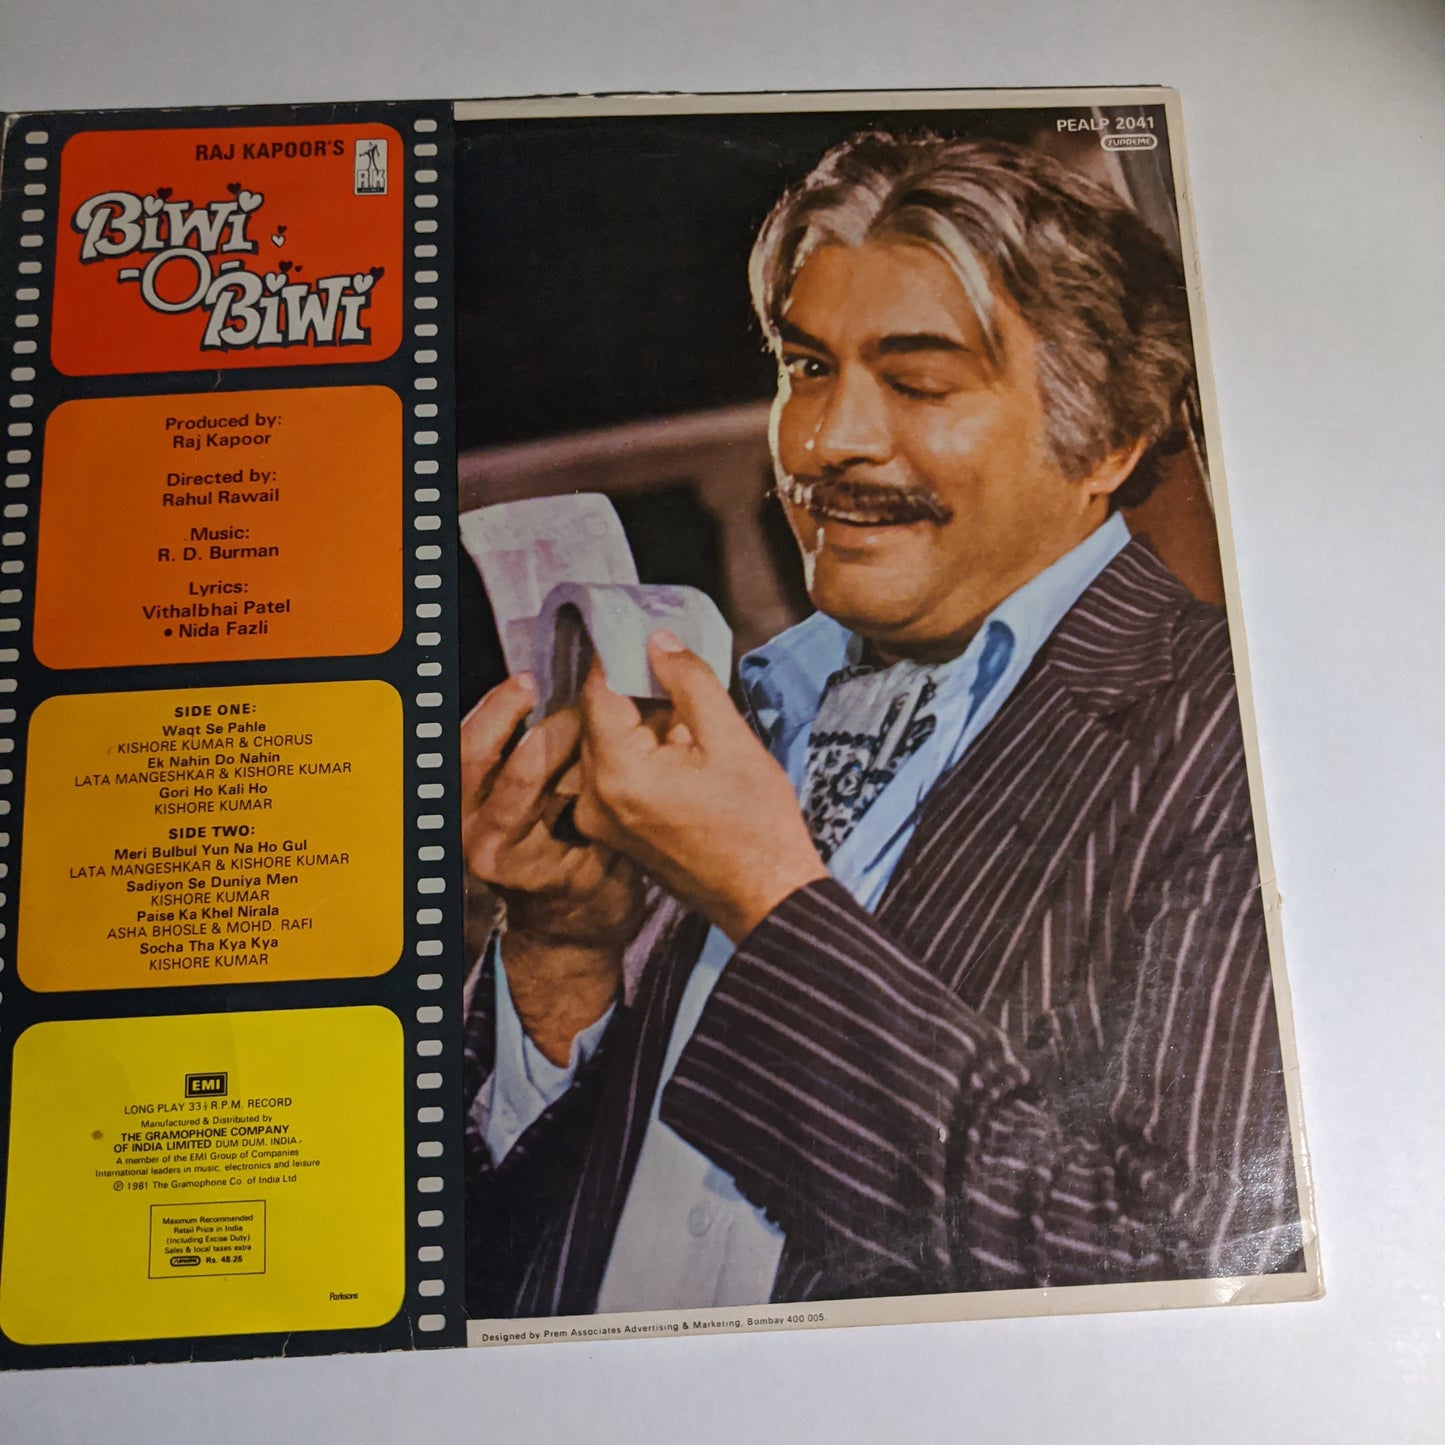 RAJ KAPOOR'S
RK
BIWI
-O-
BIWI
Produced by:
Raj Kapoor
Directed by:
Rahul Rawail
Music:
R. D. Burman
Lyrics:
Vithalbhai Patel
• Nida Fazli
SIDE ONE:
Waqt Se Pahle
KISHORE KUMAR & CHORUS
Ek Nahin Do Nahin
LATA MANGESHKAR & KISHORE KUMAR
Gori Ho Kali Ho
KISHORE KUMAR
SIDE TWO:
Meri Bulbul Yun Na Ho Gul
LATA MANGESHKAR & KISHORE KUMAR
Sadiyon Se Duniya Men
KISHORE KUMAR
Paise Ka Khel Nirala
ASHA BHOSLE & MOHD. RAFI
Socha Tha Kya Kya
KISHORE KUMAR
EMI
LONG PLAY 33⅓ R.P.M. RECORD
Manufactured & Distributed by
THE GRAMOPHONE COMPANY
OF INDIA LIMITED DUM DUM. INDIA.
A member of the EMI Group of Companies
International leaders in music, electronics and leisure
℗ 1981 The Gramophone Co. of India Ltd
Maximum Recommended
Retail Price in India
(Including Excise Duty)
Sales & local taxes extra
SUPREME Rs. 48.25
Parksons
PEALP 2041
SUPREME
Designed by Prem Associates Advertising & Marketing, Bombay 400 005.